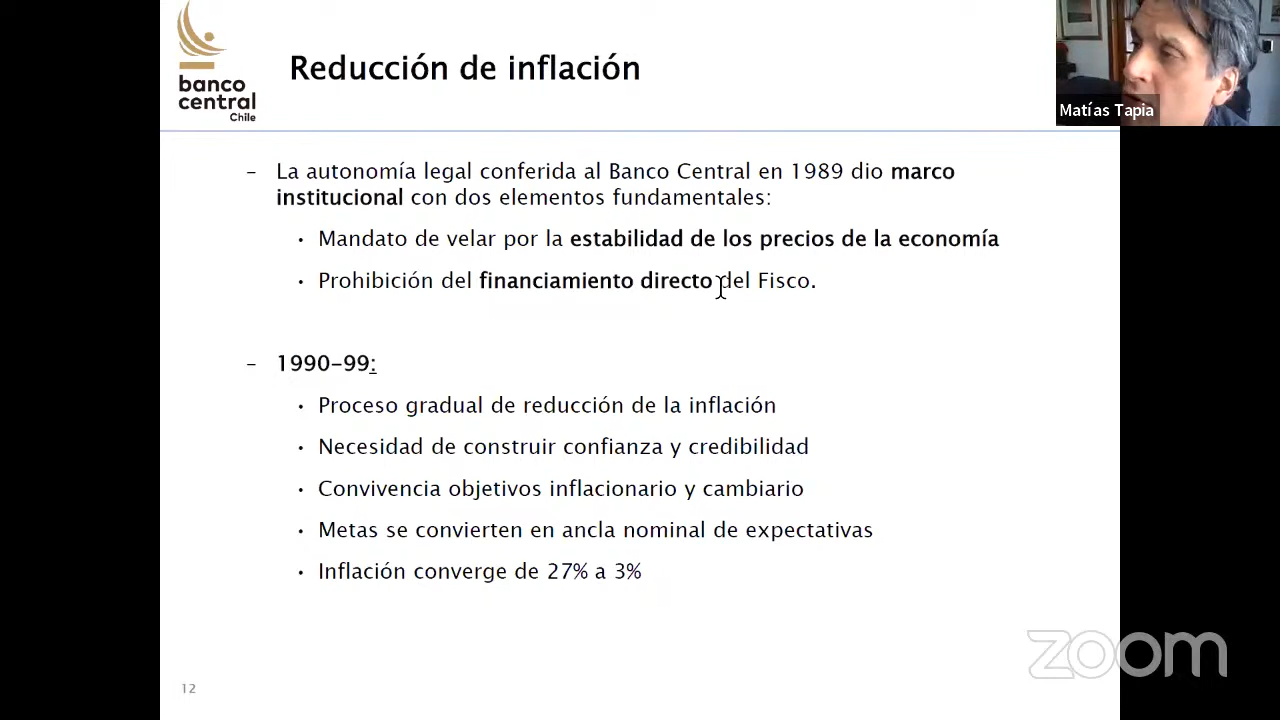 banco
central
Chile
Reducción de inflación
Matías Tapia
– La autonomía legal conferida al Banco Central en 1989 dio marco
institucional con dos elementos fundamentales:
• Mandato de velar por la estabilidad de los precios de la economía
• Prohibición del financiamiento directo del Fisco.
– 1990–99:
• Proceso gradual de reducción de la inflación
• Necesidad de construir confianza y credibilidad
• Convivencia objetivos inflacionario y cambiario
• Metas se convierten en ancla nominal de expectativas
• Inflación converge de 27% a 3%
zoom
12